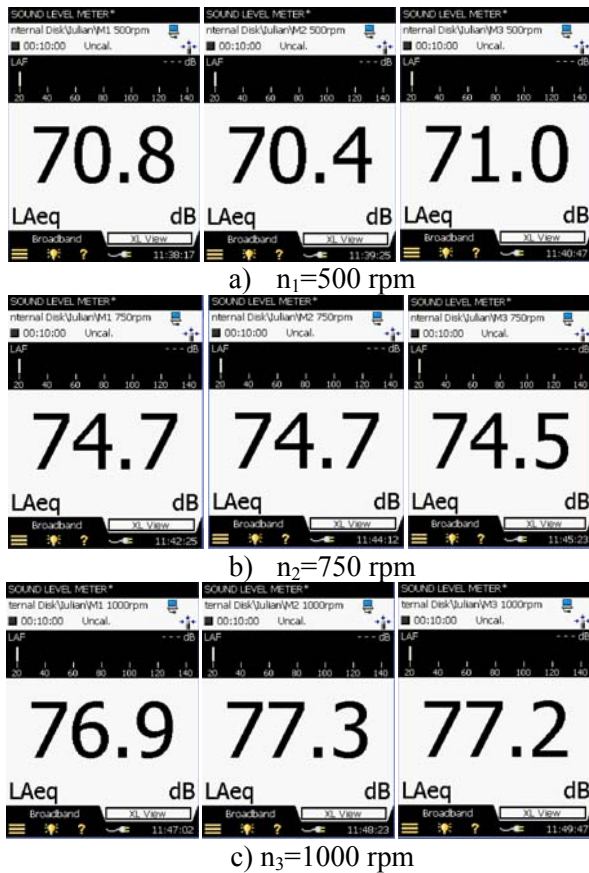 SOUND LEVEL METER* SOUND LEVEL METER* SOUND LEVEL METER*
nternal Disk\Julian\M1 500rpm nternal Disk\Julian\M2 500rpm nternal Disk\Julian\M3 500rpm
00:10:00 Uncal. 00:10:00 Uncal. 00:10:00 Uncal.
LAF ---dB LAF ---dB LAF ---dB
20 40 60 80 100 120 140 20 40 60 80 100 120 140 20 40 60 80 100 120 140
70.8 70.4 71.0
LAeq dB LAeq dB LAeq dB
Broadband XL View Broadband XL View Broadband XL View
? 11:38:17 ? 11:39:25 ? 11:40:47
a) n1=500 rpm
SOUND LEVEL METER* SOUND LEVEL METER* SOUND LEVEL METER*
nternal Disk\Iulian\M1 750rpm nternal Disk\Iulian\M2 750rpm nternal Disk\Iulian\M3 750rpm
00:10:00 Uncal. 00:10:00 Uncal. 00:10:00 Uncal.
LAF ---dB LAF ---dB LAF ---dB
20 40 60 80 100 120 140 20 40 60 80 100 120 140 20 40 60 80 100 120 140
74.7 74.7 74.5
LAeq dB LAeq dB LAeq dB
Broadband XL View Broadband XL View Broadband XL View
? 11:42:25 ? 11:44:12 ? 11:45:23
b) n2=750 rpm
SOUND LEVEL METER* SOUND LEVEL METER* SOUND LEVEL METER*
ternal Disk\Iulian\M1 1000rpm ternal Disk\Iulian\M2 1000rpm ternal Disk\Iulian\M3 1000rpm
00:10:00 Uncal. 00:10:00 Uncal. 00:10:00 Uncal.
LAF ---dB LAF ---dB LAF ---dB
20 40 60 80 100 120 140 20 40 60 80 100 120 140 20 40 60 80 100 120 140
76.9 77.3 77.2
LAeq dB LAeq dB LAeq dB
Broadband XL View Broadband XL View Broadband XL View
? 11:47:02 ? 11:48:23 ? 11:49:47
c) n3=1000 rpm